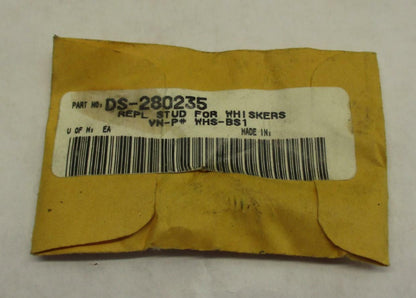 PART NO: DS-280235
REPL STUD FOR WHISKERS
VN-P* WHS-BS1
U OF M: EA MADE IN: